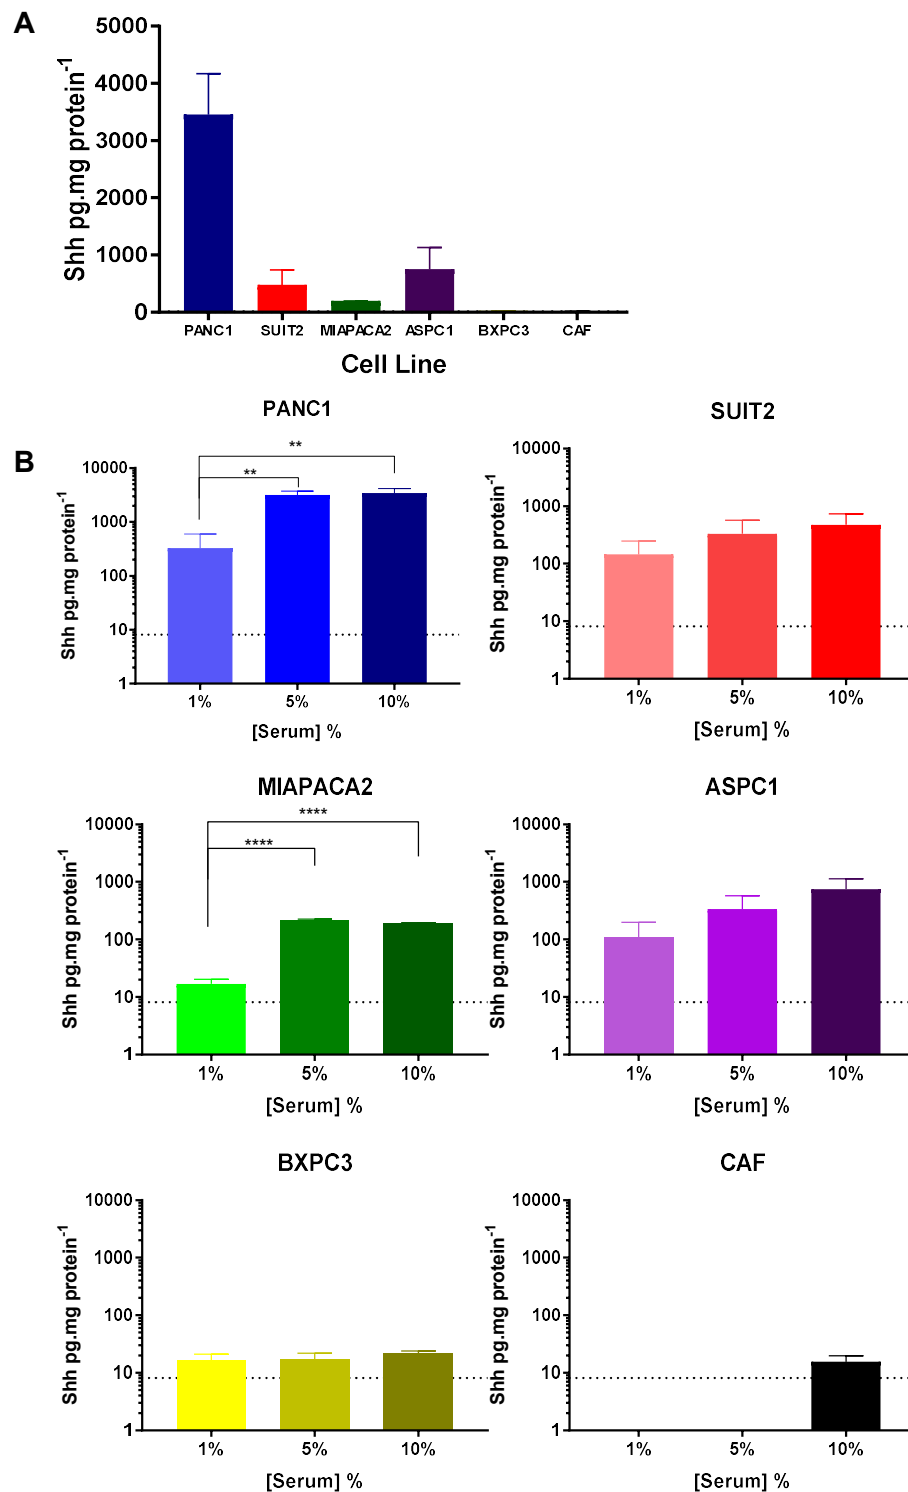 A
5000
4000
3000
2000
1000
0
Shh pg.mg protein-1
PANC1 SUIT2 MIAPACA2 ASPC1 BXPC3 CAF
Cell Line
B
PANC1
**
**
10000
1000
100
10
1
Shh pg.mg protein-1
1% 5% 10%
[Serum] %
SUIT2
10000
1000
100
10
1
Shh pg.mg protein-1
1% 5% 10%
[Serum] %
MIAPACA2
****
****
10000
1000
100
10
1
Shh pg.mg protein-1
1% 5% 10%
[Serum] %
ASPC1
10000
1000
100
10
1
Shh pg.mg protein-1
1% 5% 10%
[Serum] %
BXPC3
10000
1000
100
10
1
Shh pg.mg protein-1
1% 5% 10%
[Serum] %
CAF
10000
1000
100
10
1
Shh pg.mg protein-1
1% 5% 10%
[Serum] %